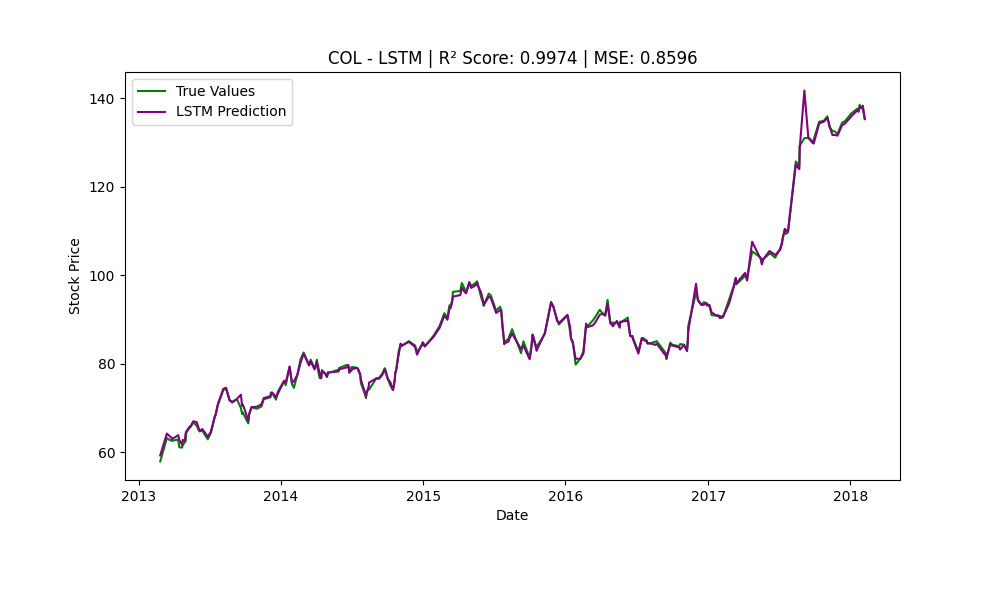 COL - LSTM | R² Score: 0.9974 | MSE: 0.8596
True Values
LSTM Prediction
140
120
100
80
60
Stock Price
2013 2014 2015 2016 2017 2018
Date